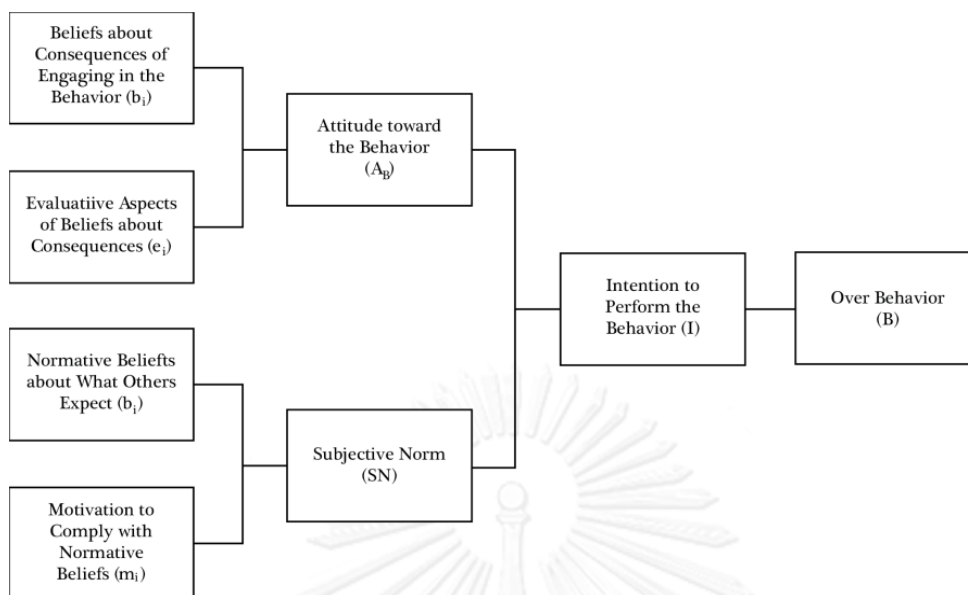 Beliefs about
Consequences of
Engaging in the
Behavior (bᵢ)
Evaluatiive Aspects
of Beliefs about
Consequences (eᵢ)
Attitude toward
the Behavior
(A_B)
Normative Beliefts
about What Others
Expect (bᵢ)
Motivation to
Comply with
Normative
Beliefs (mᵢ)
Subjective Norm
(SN)
Intention to
Perform the
Behavior (I)
Over Behavior
(B)